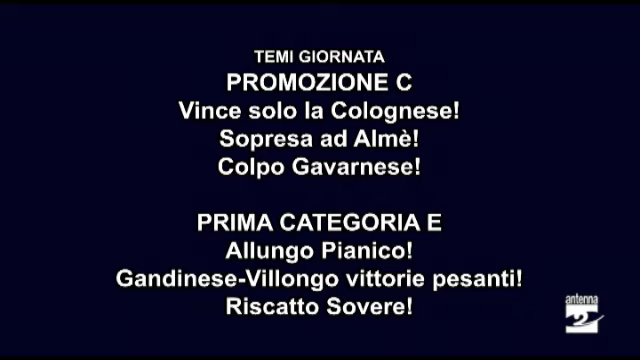 TEMI GIORNATA
PROMOZIONE C
Vince solo la Colognese!
Sopresa ad Almè!
Colpo Gavarnese!
PRIMA CATEGORIA E
Allungo Pianico!
Gandinese-Villongo vittorie pesanti!
Riscatto Sovere!
antenna
2